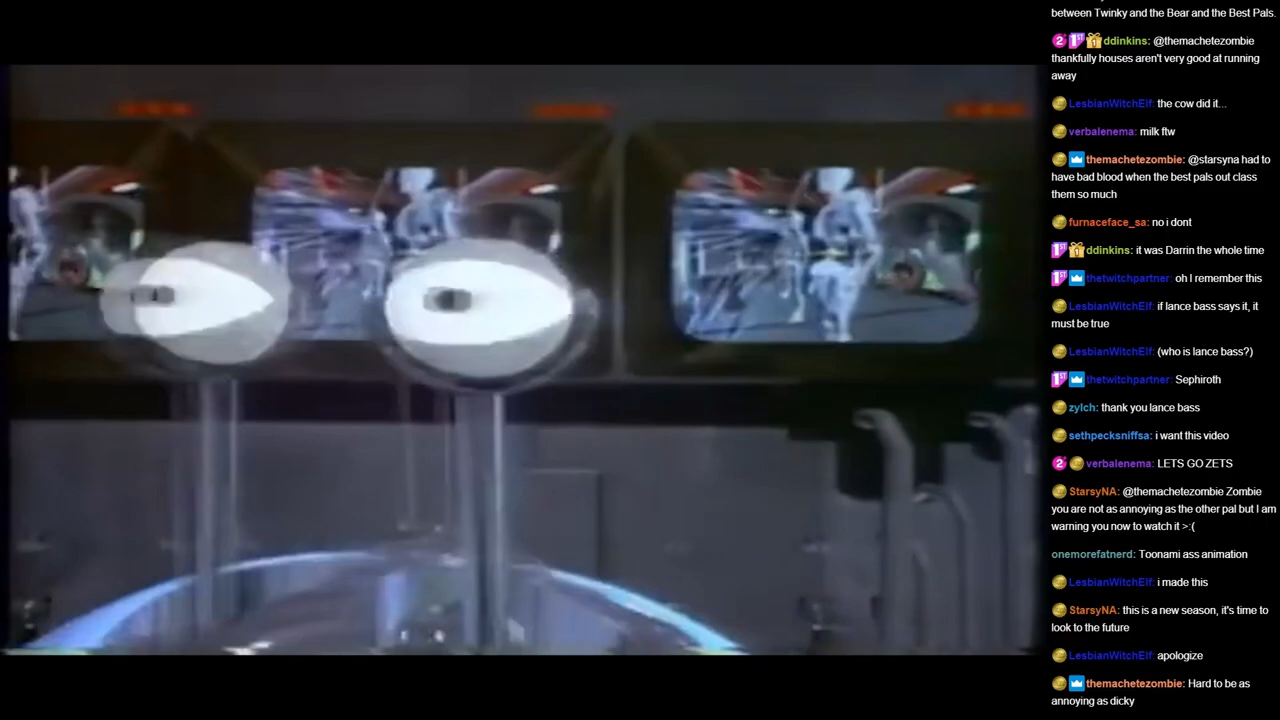 between Twinky and the Bear and the Best Pals.
ddinkins: @themachetezombie
thankfully houses aren't very good at running
away
LesbianWitchElf: the cow did it...
verbalenema: milk ftw
themachetezombie: @starsyna had to
have bad blood when the best pals out class
them so much
furnaceface_sa: no i dont
ddinkins: it was Darrin the whole time
thetwitchpartner: oh I remember this
LesbianWitchElf: if lance bass says it, it
must be true
LesbianWitchElf: (who is lance bass?)
thetwitchpartner: Sephiroth
zylch: thank you lance bass
sethpecksniffsa: i want this video
verbalenema: LETS GO ZETS
StarsyNA: @themachetezombie Zombie
you are not as annoying as the other pal but I am
warning you now to watch it >:(
onemorefatnerd: Toonami ass animation
LesbianWitchElf: i made this
StarsyNA: this is a new season, it's time to
look to the future
LesbianWitchElf: apologize
themachetezombie: Hard to be as
annoying as dicky